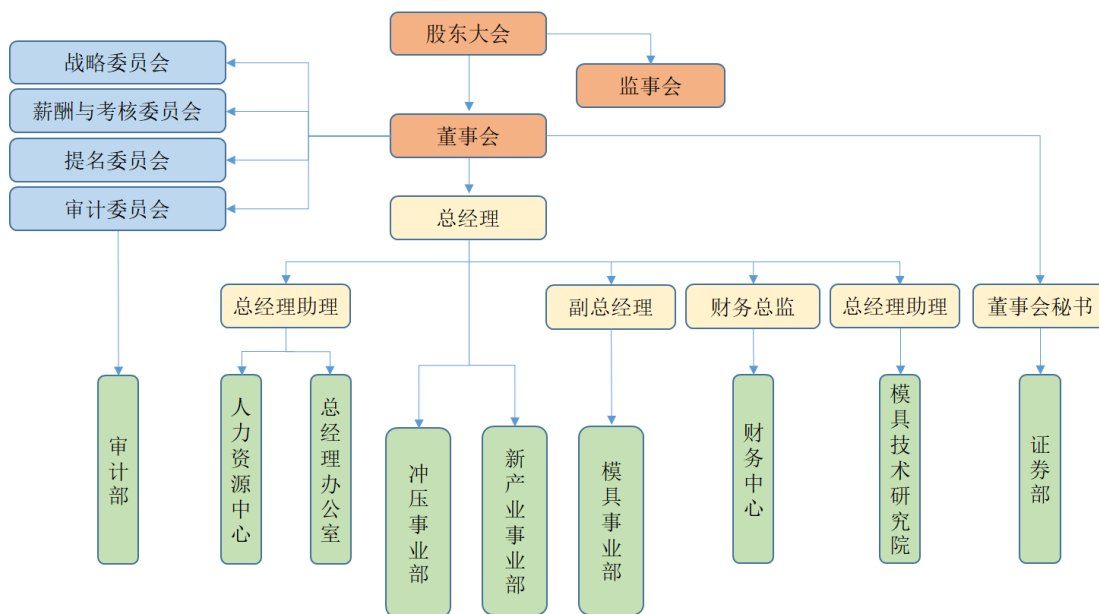 股东大会
监事会
战略委员会
薪酬与考核委员会
提名委员会
审计委员会
董事会
总经理
总经理助理
副总经理
财务总监
总经理助理
董事会秘书
审计部
人力资源中心
总经理办公室
冲压事业部
新产业事业部
模具事业部
财务中心
模具技术研究院
证券部